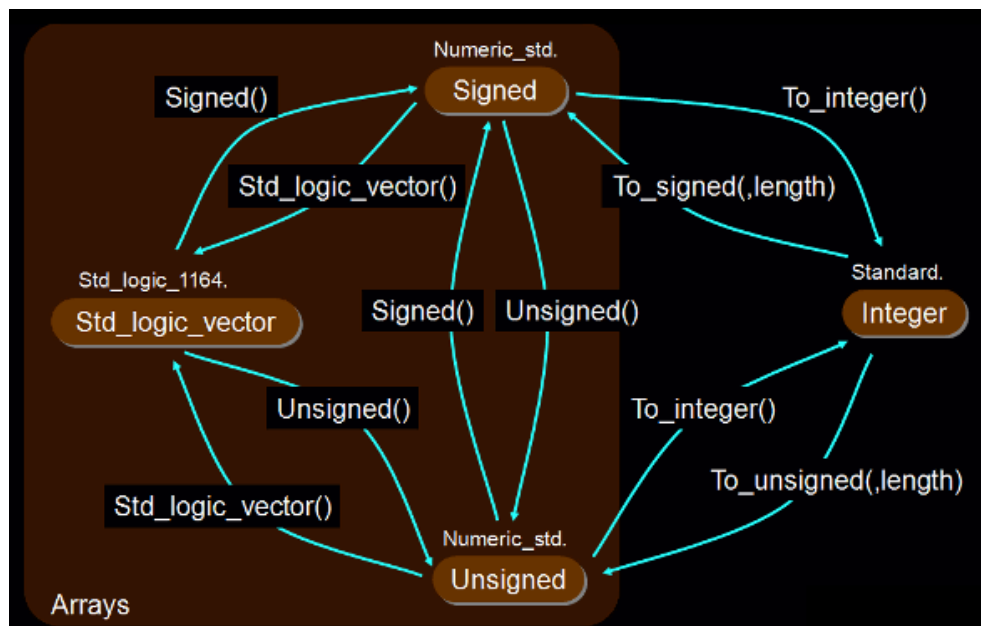 Numeric_std.
Signed
Signed()
To_integer()
Std_logic_vector()
To_signed(,length)
Std_logic_1164.
Std_logic_vector
Standard.
Integer
Signed()
Unsigned()
Unsigned()
To_integer()
Std_logic_vector()
To_unsigned(,length)
Numeric_std.
Unsigned
Arrays